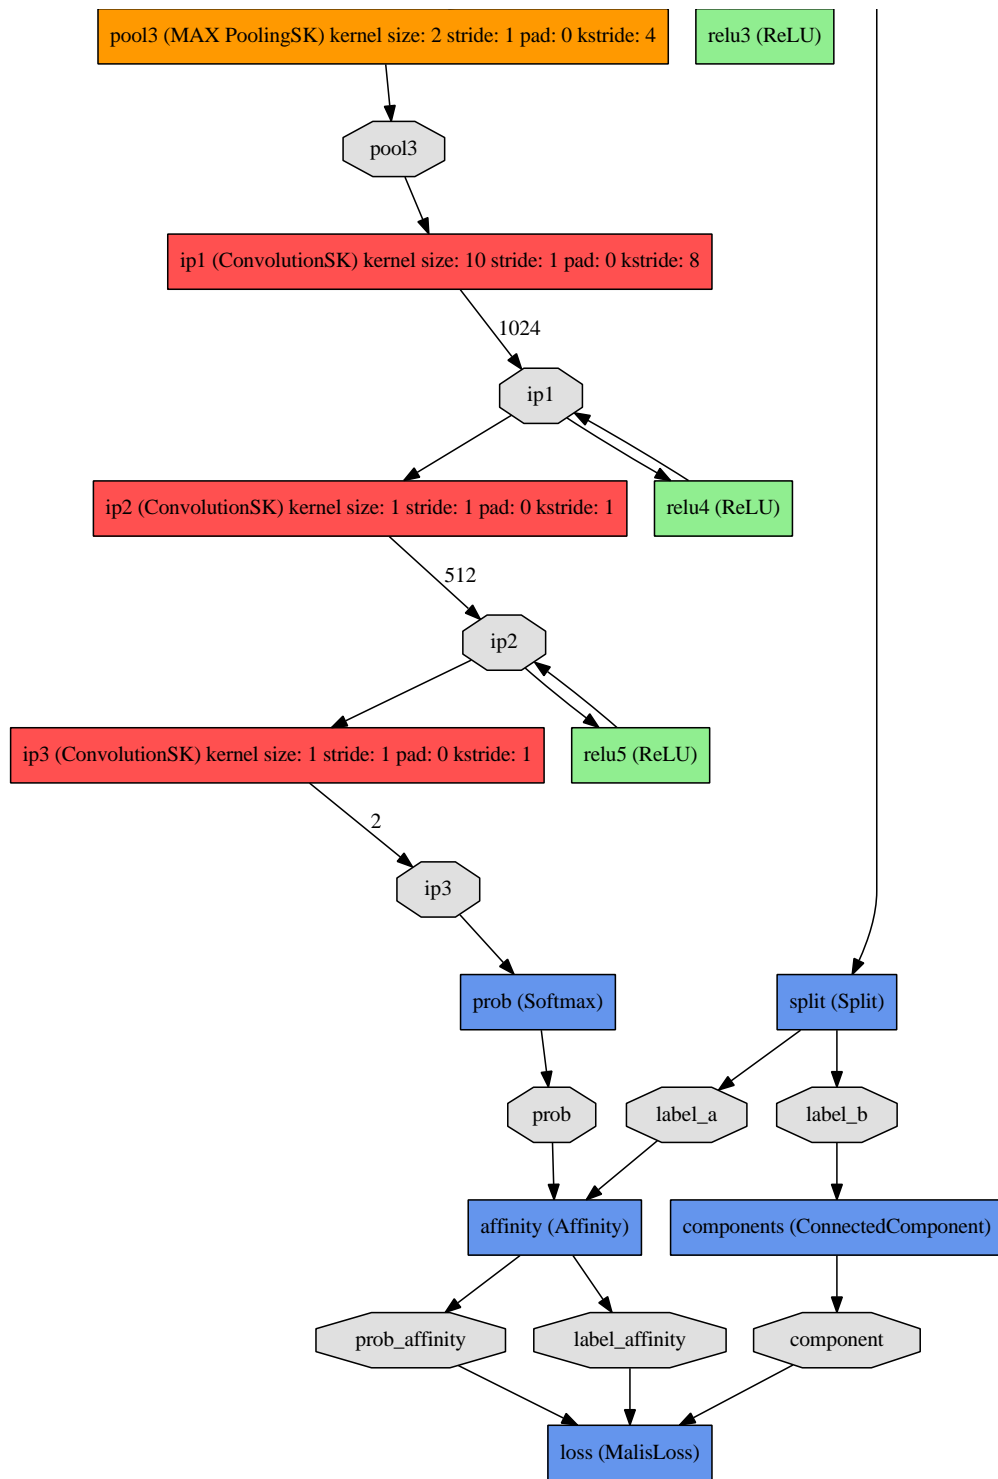 pool3 (MAX PoolingSK) kernel size: 2 stride: 1 pad: 0 kstride: 4
relu3 (ReLU)
pool3
ip1 (ConvolutionSK) kernel size: 10 stride: 1 pad: 0 kstride: 8
1024
ip1
ip2 (ConvolutionSK) kernel size: 1 stride: 1 pad: 0 kstride: 1
relu4 (ReLU)
512
ip2
ip3 (ConvolutionSK) kernel size: 1 stride: 1 pad: 0 kstride: 1
relu5 (ReLU)
2
ip3
prob (Softmax)
split (Split)
prob
label_a
label_b
affinity (Affinity)
components (ConnectedComponent)
prob_affinity
label_affinity
component
loss (MalisLoss)